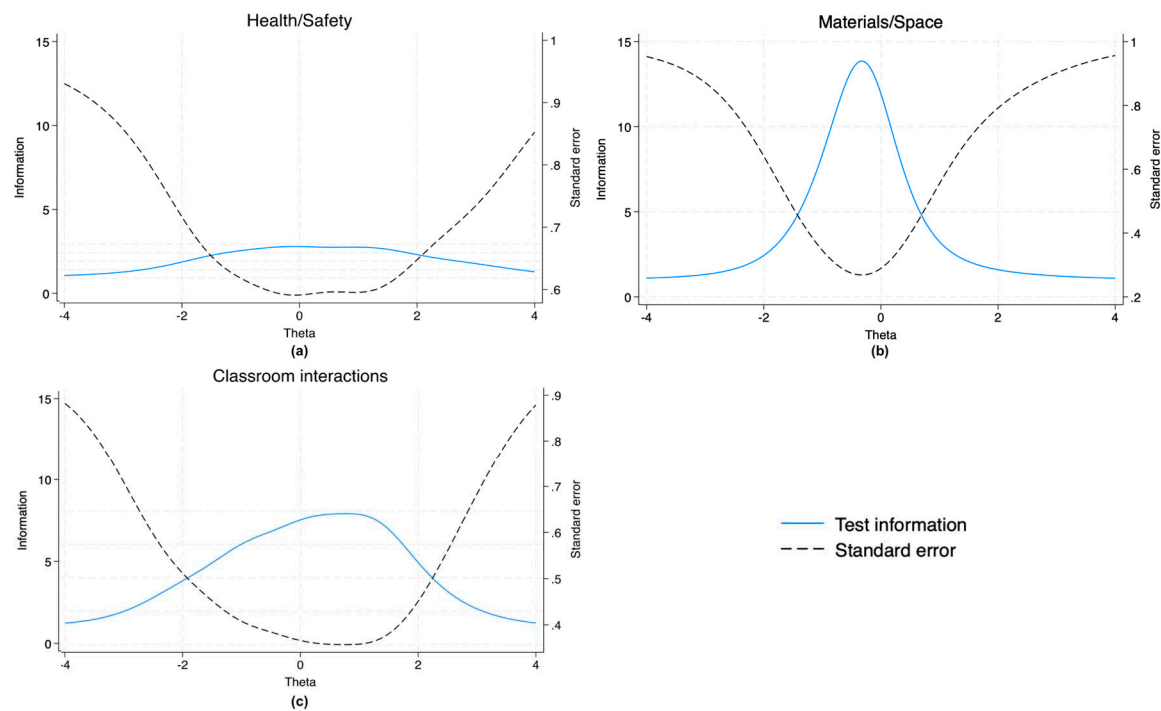 Health/Safety
15
10
5
0
Information
1
.9
.8
.7
.6
Standard error
-4
-2
0
2
4
Theta
(a)
Materials/Space
15
10
5
0
Information
1
.8
.6
.4
.2
Standard error
-4
-2
0
2
4
Theta
(b)
Classroom interactions
15
10
5
0
Information
.9
.8
.7
.6
.5
.4
Standard error
-4
-2
0
2
4
Theta
(c)
Test information
Standard error